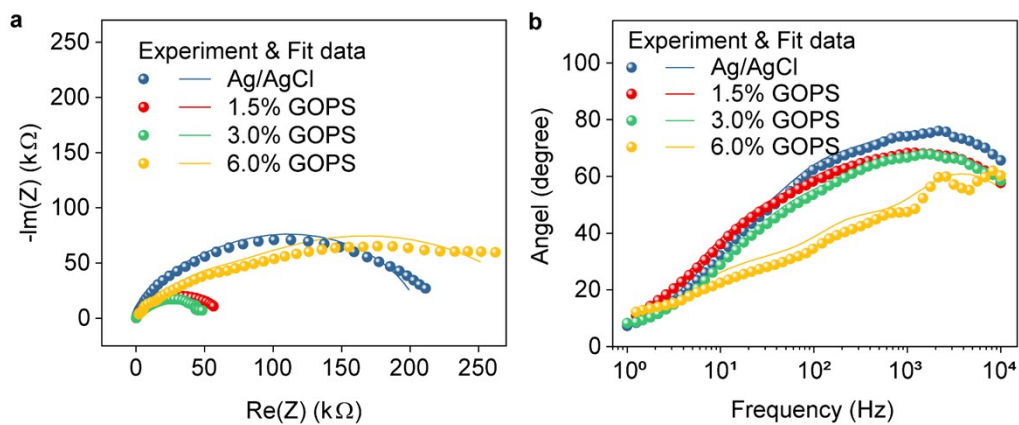 a
250
200
150
100
50
0
-Im(Z) (kΩ)
Experiment & Fit data
Ag/AgCl
1.5% GOPS
3.0% GOPS
6.0% GOPS
0 50 100 150 200 250
Re(Z) (kΩ)
b
100
80
60
40
20
0
Angel (degree)
Experiment & Fit data
Ag/AgCl
1.5% GOPS
3.0% GOPS
6.0% GOPS
10⁰ 10¹ 10² 10³ 10⁴
Frequency (Hz)